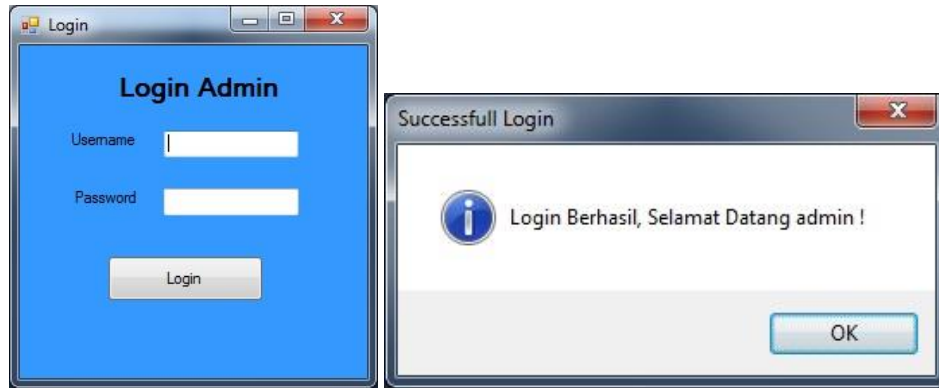 Login
Login Admin
Username
Password
Login
Successfull Login
Login Berhasil, Selamat Datang admin !
OK